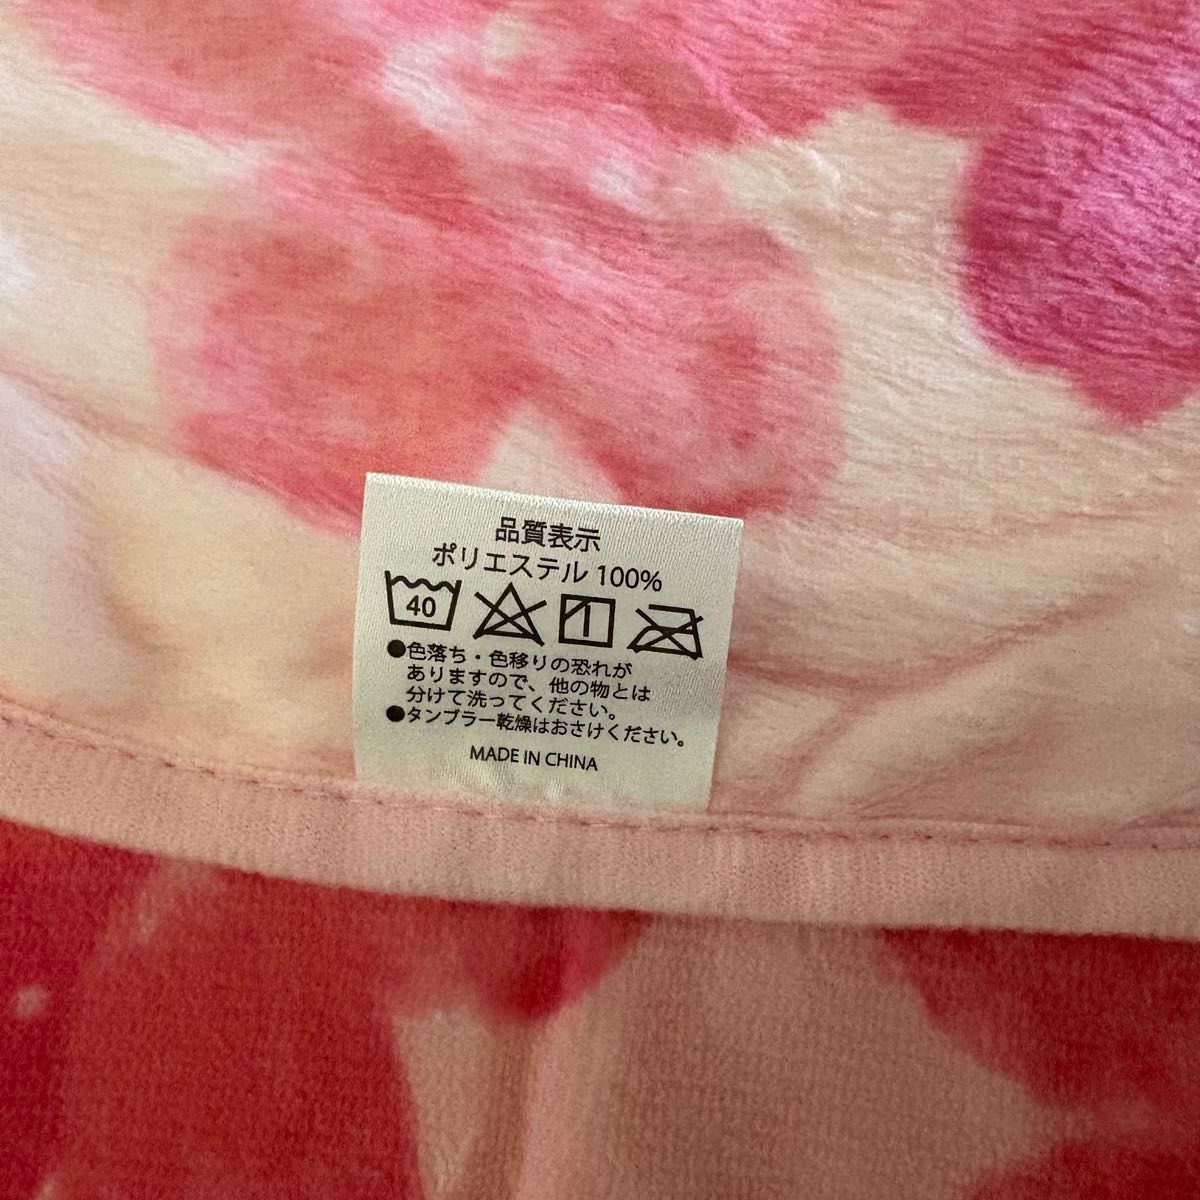 品質表示
ポリエステル 100%
40
●色落ち・色移りの恐れが
ありますので、他の物とは
分けて洗ってください。
●タンブラー乾燥はおさけください。
MADE IN CHINA